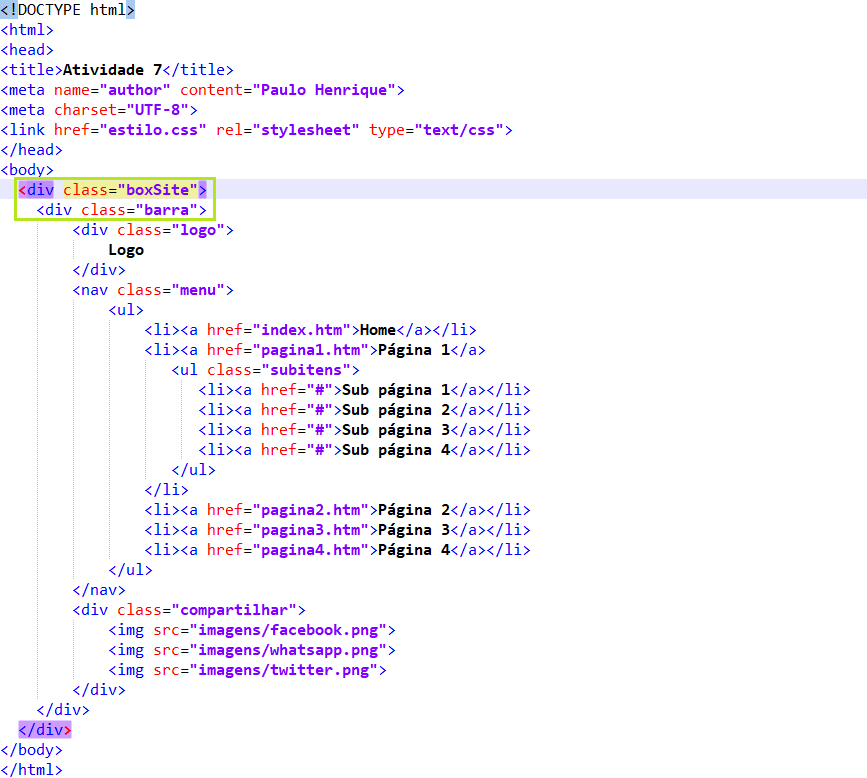 <!DOCTYPE html>
<html>
<head>
<title>Atividade 7</title>
<meta name="author" content="Paulo Henrique">
<meta charset="UTF-8">
<link href="estilo.css" rel="stylesheet" type="text/css">
</head>
<body>
  <div class="boxSite">
    <div class="barra">
        <div class="logo">
            Logo
        </div>
        <nav class="menu">
            <ul>
                <li><a href="index.htm">Home</a></li>
                <li><a href="pagina1.htm">Página 1</a>
                   <ul class="subitens">
                      <li><a href="#">Sub página 1</a></li>
                      <li><a href="#">Sub página 2</a></li>
                      <li><a href="#">Sub página 3</a></li>
                      <li><a href="#">Sub página 4</a></li>
                   </ul>
                </li>
                <li><a href="pagina2.htm">Página 2</a></li>
                <li><a href="pagina3.htm">Página 3</a></li>
                <li><a href="pagina4.htm">Página 4</a></li>
            </ul>
        </nav>
        <div class="compartilhar">
            <img src="imagens/facebook.png">
            <img src="imagens/whatsapp.png">
            <img src="imagens/twitter.png">
        </div>
    </div>
  </div>
</body>
</html>